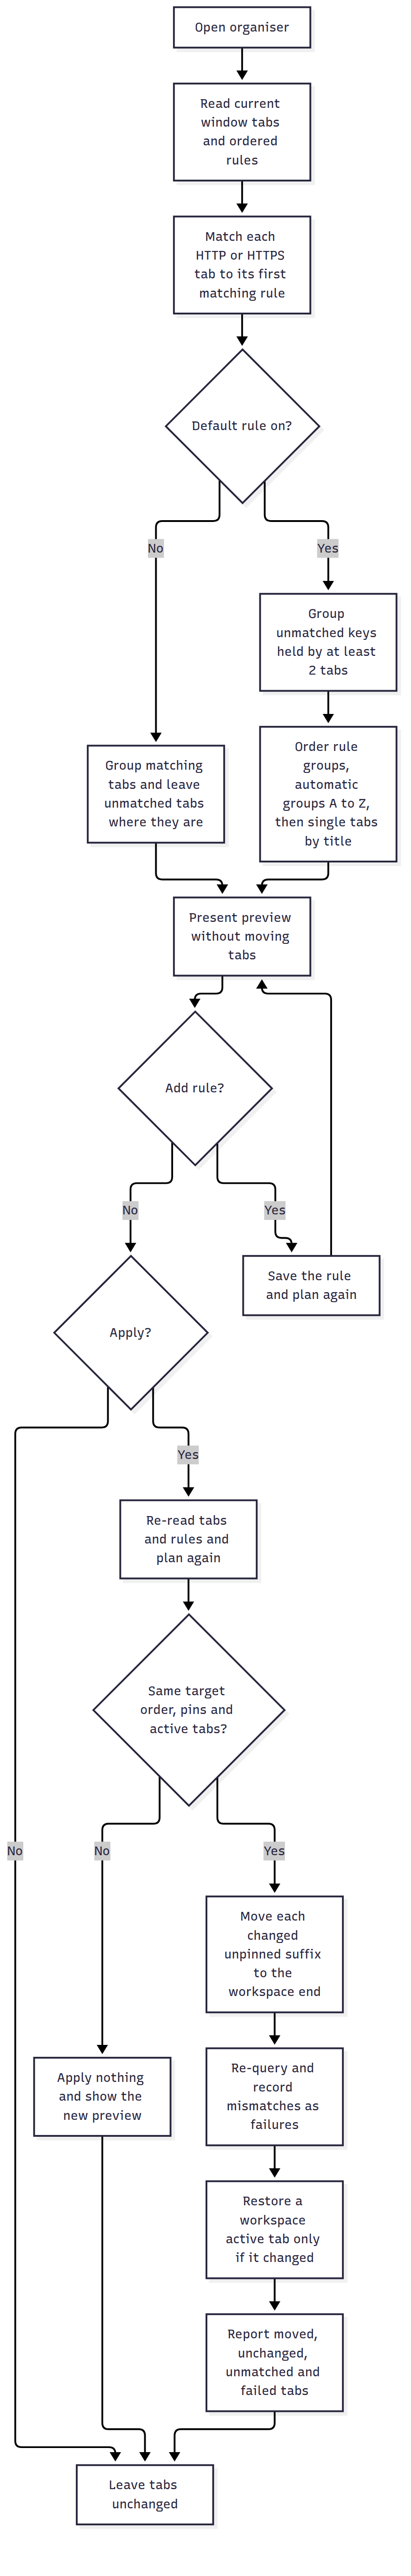 Open organiser
Read current
window tabs
and ordered
rules
Match each
HTTP or HTTPS
tab to its first
matching rule
Default rule on?
No
Yes
Group
unmatched keys
held by at least
2 tabs
Group matching
tabs and leave
unmatched tabs
where they are
Order rule
groups,
automatic
groups A to Z,
then single tabs
by title
Present preview
without moving
tabs
Add rule?
No
Yes
Save the rule
and plan again
Apply?
Yes
Re-read tabs
and rules and
plan again
Same target
order, pins and
active tabs?
No
No
Yes
Move each
changed
unpinned suffix
to the
workspace end
Apply nothing
and show the
new preview
Re-query and
record
mismatches as
failures
Restore a
workspace
active tab only
if it changed
Report moved,
unchanged,
unmatched and
failed tabs
Leave tabs
unchanged